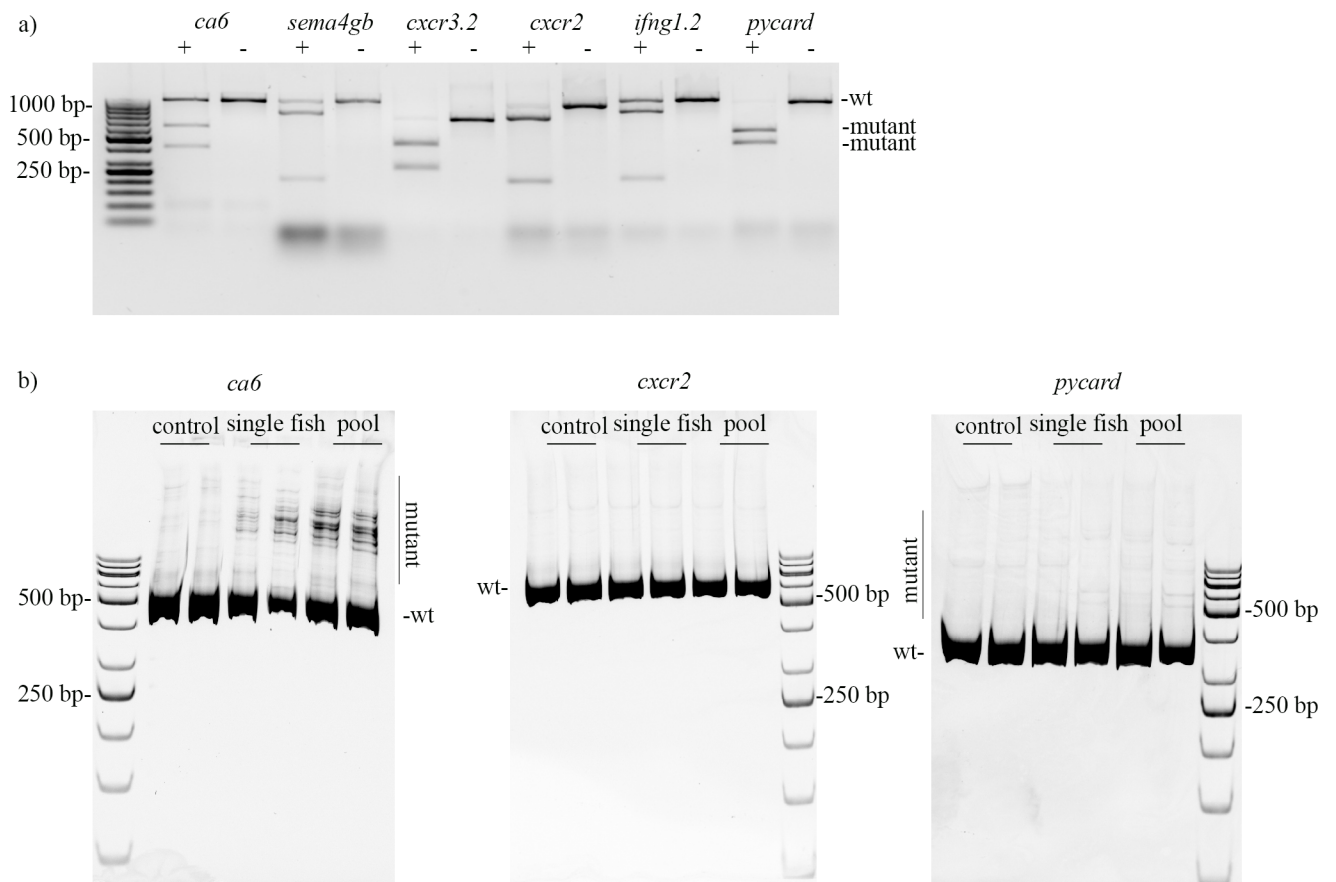 a)
ca6 sema4gb cxcr3.2 cxcr2 ifng1.2 pycard
+ - + - + - + - + - + -
1000 bp- -wt
-mutant
500 bp- -mutant
250 bp-
b)
ca6 cxcr2 pycard
control single fish pool
mutant
500 bp-
-wt
250 bp-
control single fish pool
wt-
-500 bp
-250 bp
control single fish pool
mutant
-500 bp
wt-
-250 bp